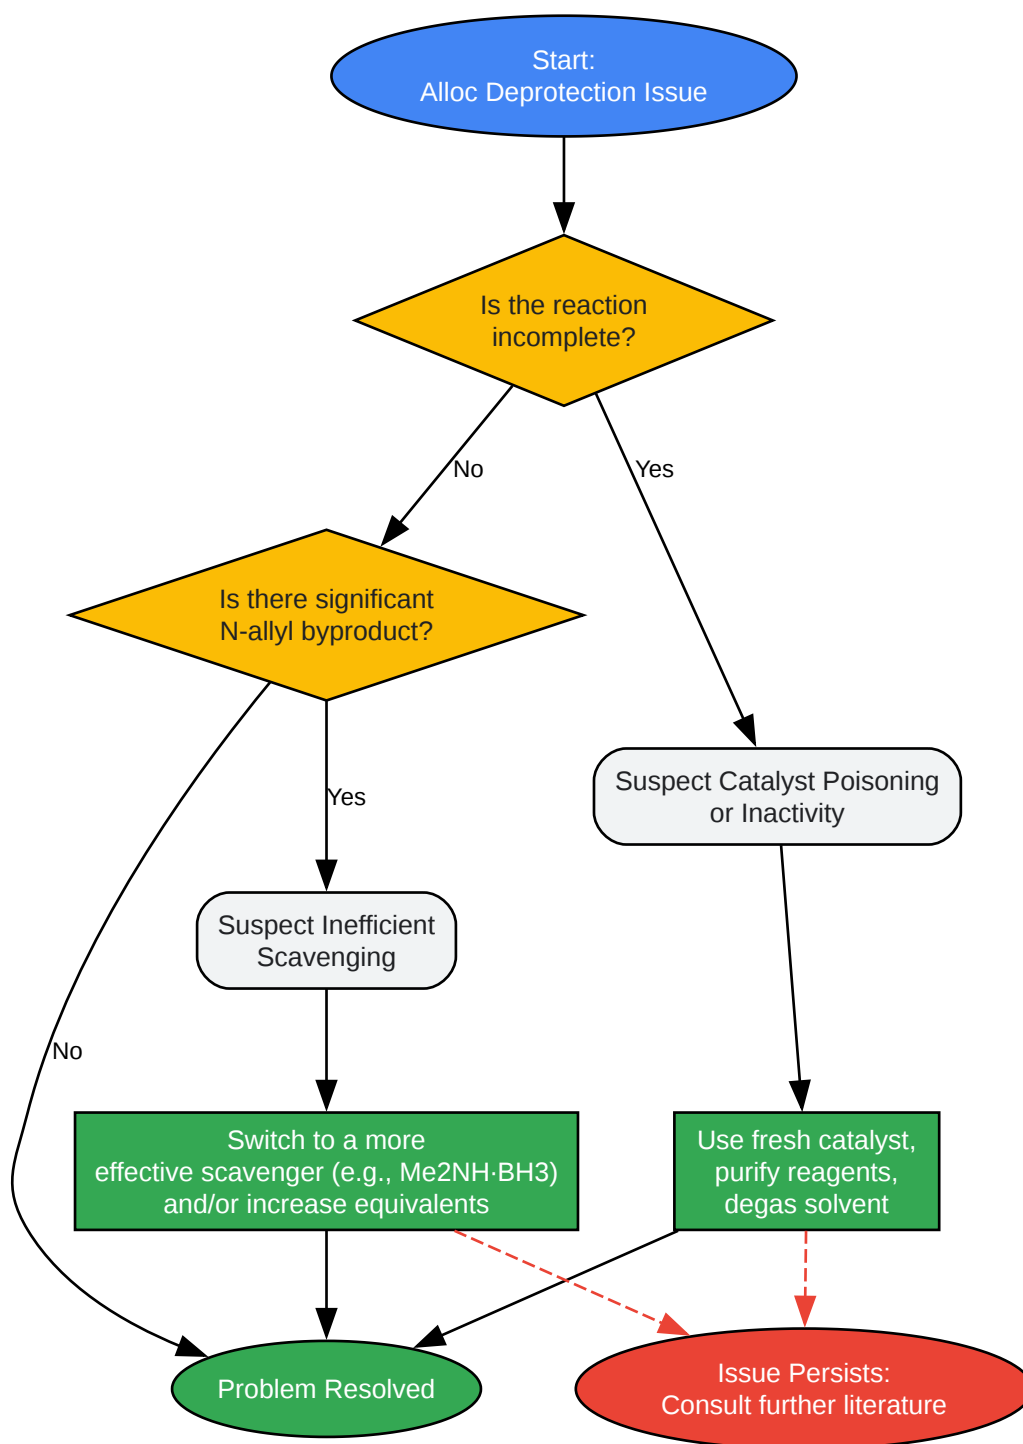 Start:
Alloc Deprotection Issue
Is the reaction
incomplete?
No
Yes
Is there significant
N-allyl byproduct?
Suspect Catalyst Poisoning
or Inactivity
Yes
Suspect Inefficient
Scavenging
No
Switch to a more
effective scavenger (e.g., Me2NH·BH3)
and/or increase equivalents
Use fresh catalyst,
purify reagents,
degas solvent
Problem Resolved
Issue Persists:
Consult further literature